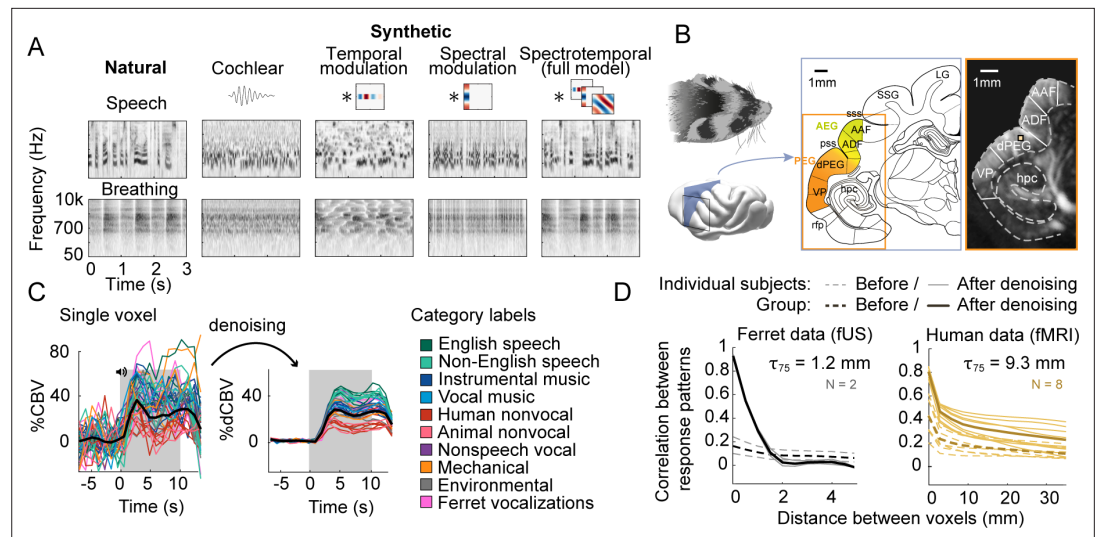 A
Synthetic
Natural
Cochlear
Temporal modulation
Spectral modulation
Spectrotemporal (full model)
* * *
Speech
Breathing
Frequency (Hz)
10k
700
50
0 1 2 3
Time (s)
B
1mm
LG
SSG
sss
AEG
AAF
pss
ADF
PEG
dPEG
VP
hpc
rfp
1mm
AAF
ADF
dPEG
VP
hpc
C
Single voxel
denoising
%CBV
80
40
0
-5 0 5 10
Time (s)
%dCBV
40
0
-5 0 5 10
Time (s)
Category labels
English speech
Non-English speech
Instrumental music
Vocal music
Human nonvocal
Animal nonvocal
Nonspeech vocal
Mechanical
Environmental
Ferret vocalizations
D
Individual subjects: Before / After denoising
Group: Before / After denoising
Ferret data (fUS)
τ75 = 1.2 mm
N = 2
Human data (fMRI)
τ75 = 9.3 mm
N = 8
Correlation between
response patterns
1
0.8
0.6
0.4
0.2
0
0 2 4
1
0.8
0.6
0.4
0.2
0
0 10 20 30
Distance between voxels (mm)